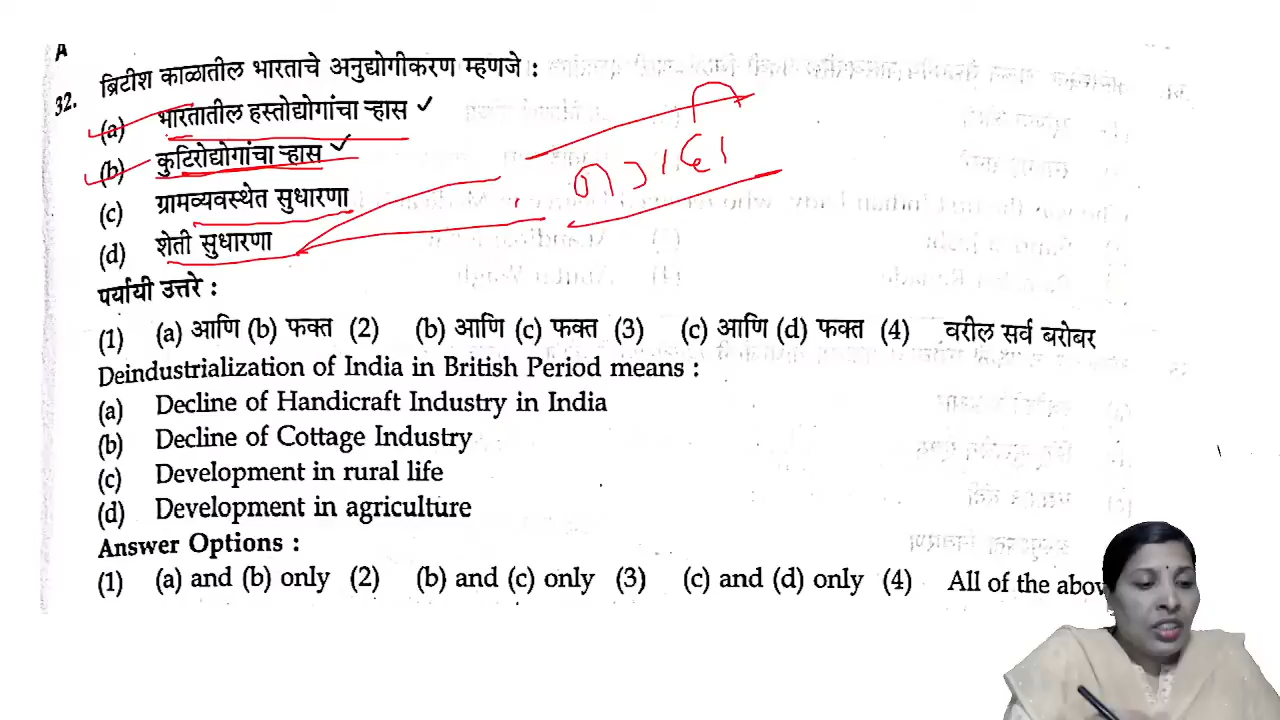 A
32. ब्रिटीश काळातील भारताचे अनुद्योगीकरण म्हणजे :
(a) भारतातील हस्तोद्योगांचा ऱ्हास
(b) कुटिरोद्योगांचा ऱ्हास
(c) ग्रामव्यवस्थेत सुधारणा
(d) शेती सुधारणा
पर्यायी उत्तरे :
(1) (a) आणि (b) फक्त (2) (b) आणि (c) फक्त (3) (c) आणि (d) फक्त (4) वरील सर्व बरोबर
Deindustrialization of India in British Period means :
(a) Decline of Handicraft Industry in India
(b) Decline of Cottage Industry
(c) Development in rural life
(d) Development in agriculture
Answer Options :
(1) (a) and (b) only (2) (b) and (c) only (3) (c) and (d) only (4) All of the abov